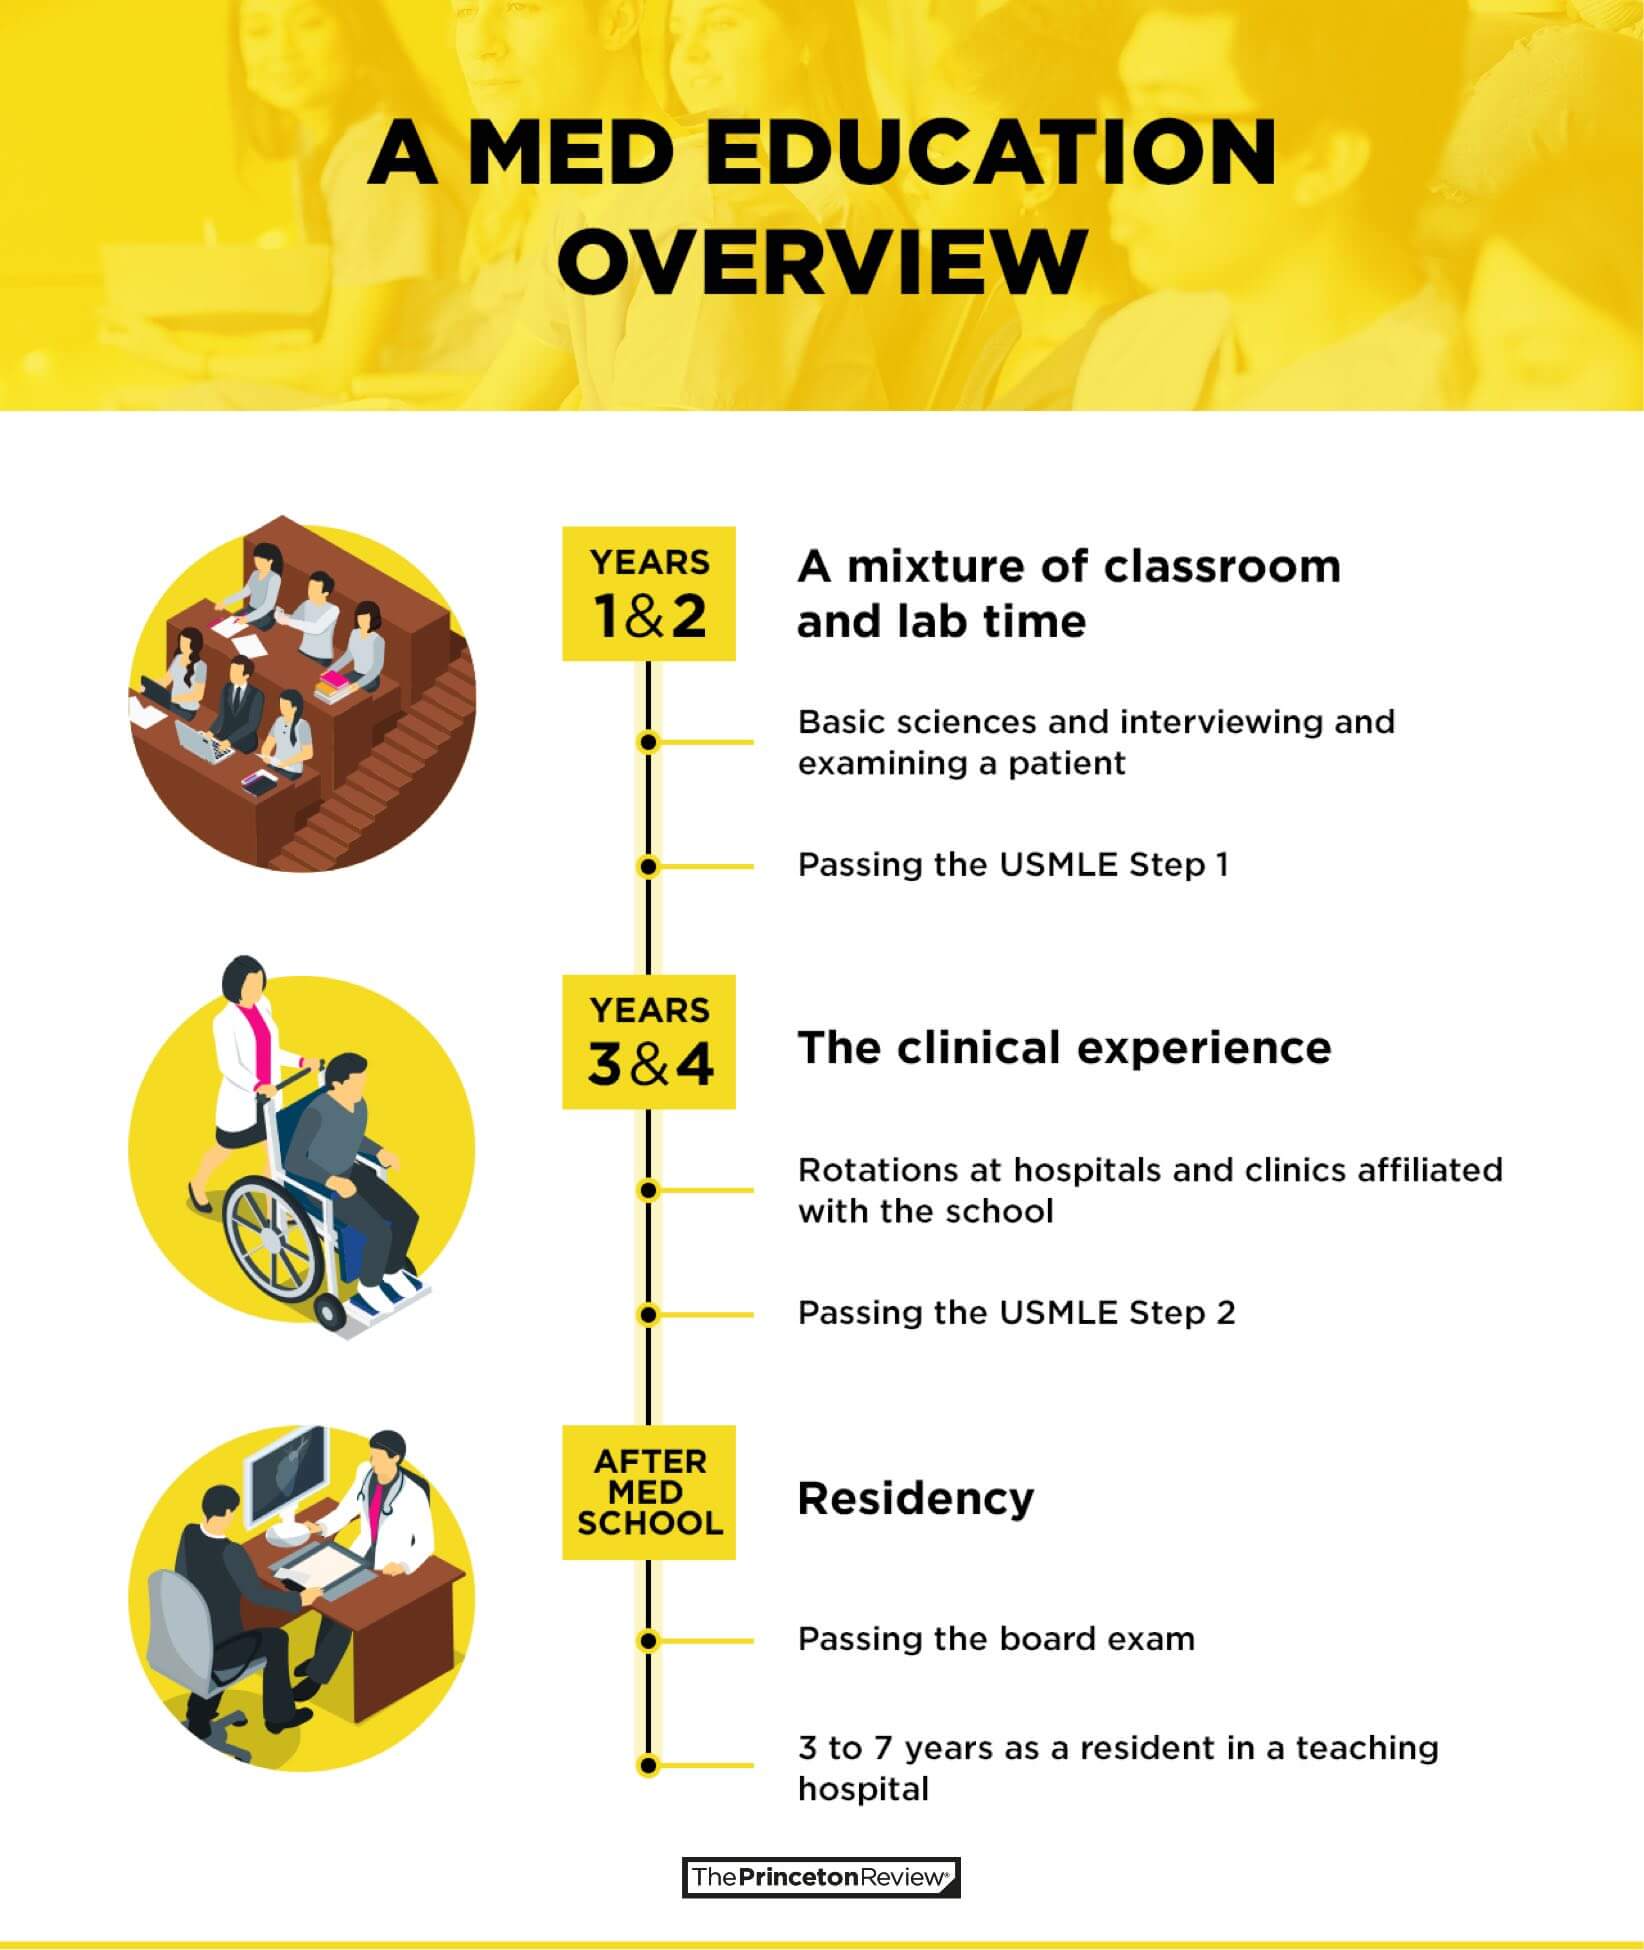 A MED EDUCATION
OVERVIEW
YEARS
1&2
A mixture of classroom
and lab time
Basic sciences and interviewing and
examining a patient
Passing the USMLE Step 1
YEARS
3&4
The clinical experience
Rotations at hospitals and clinics affiliated
with the school
Passing the USMLE Step 2
AFTER
MED
SCHOOL
Residency
Passing the board exam
3 to 7 years as a resident in a teaching
hospital
ThePrincetonReview®